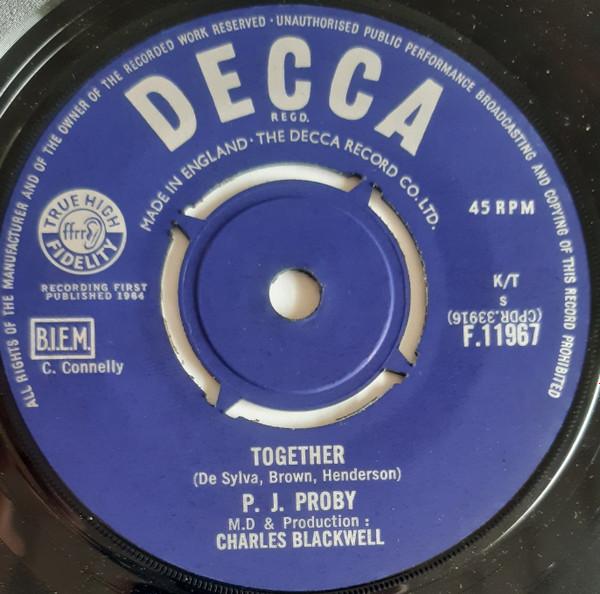 ALL RIGHTS OF THE MANUFACTURER AND OF THE OWNER OF THE RECORDED WORK RESERVED · UNAUTHORISED PUBLIC PERFORMANCE BROADCASTING AND COPYING OF THIS RECORD PROHIBITED
DECCA
REGD.
MADE IN ENGLAND · THE DECCA RECORD CO. LTD.
TRUE HIGH
ffrr
FIDELITY
RECORDING FIRST
PUBLISHED 1964
B.I.E.M.
C. Connelly
45 RPM
K/T
s
(CPDR.33916)
F.11967
TOGETHER
(De Sylva, Brown, Henderson)
P. J. PROBY
M.D & Production :
CHARLES BLACKWELL